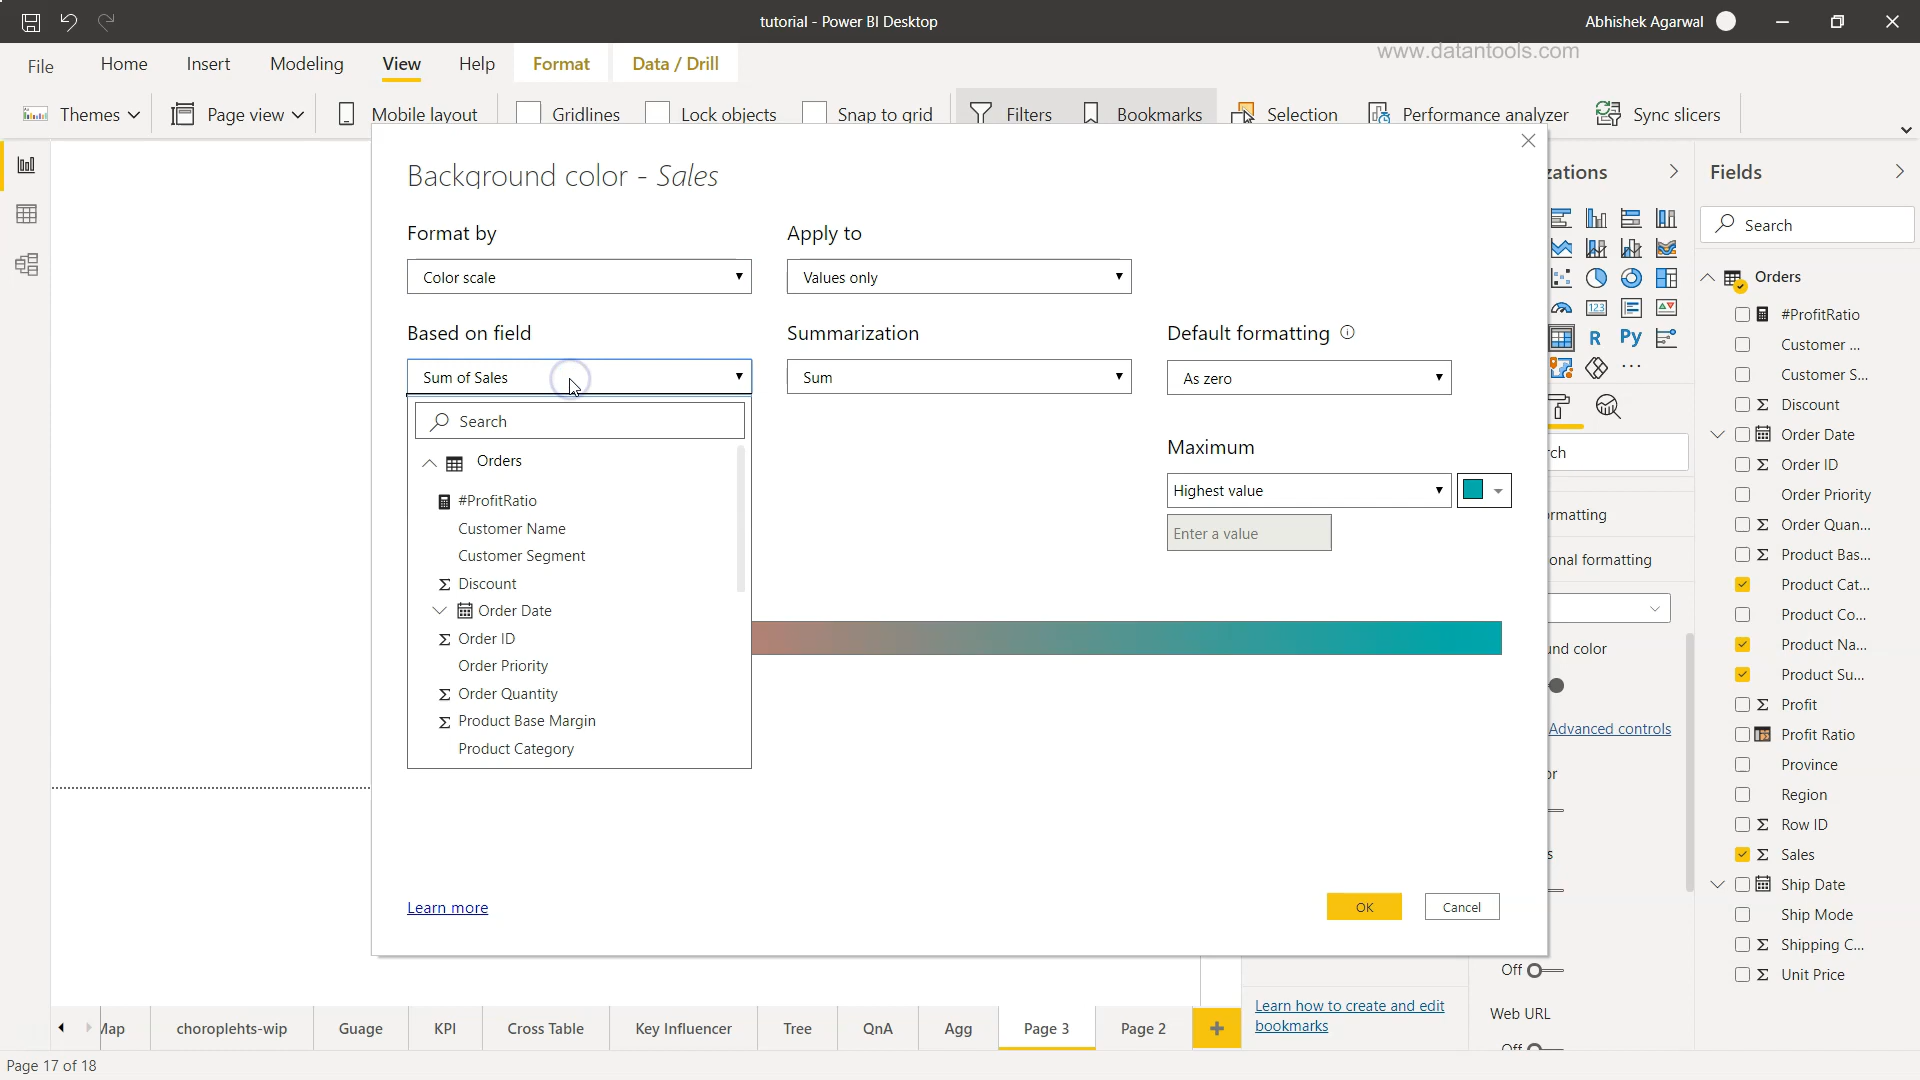 tutorial - Power BI Desktop
Abhishek Agarwal
www.datantools.com
File
Home
Insert
Modeling
View
Help
Format
Data / Drill
Themes
Page view
Mobile layout
Gridlines
Lock objects
Snap to grid
Filters
Bookmarks
Selection
Performance analyzer
Sync slicers
Background color - Sales
Format by
Apply to
Color scale
Values only
Based on field
Summarization
Default formatting
Sum of Sales
Sum
As zero
Search
Orders
#ProfitRatio
Customer Name
Customer Segment
Discount
Order Date
Order ID
Order Priority
Order Quantity
Product Base Margin
Product Category
Maximum
Highest value
Enter a value
Learn more
OK
Cancel
zations
123
R
Py
rch
rmatting
onal formatting
und color
Advanced controls
or
s
Off
Web URL
Off
Fields
Search
Orders
#ProfitRatio
Customer ...
Customer S...
Discount
Order Date
Order ID
Order Priority
Order Quan...
Product Bas...
Product Cat...
Product Co...
Product Na...
Product Su...
Profit
Profit Ratio
Province
Region
Row ID
Sales
Ship Date
Ship Mode
Shipping C...
Unit Price
Learn how to create and edit
bookmarks
Map
choroplehts-wip
Guage
KPI
Cross Table
Key Influencer
Tree
QnA
Agg
Page 3
Page 2
Page 17 of 18